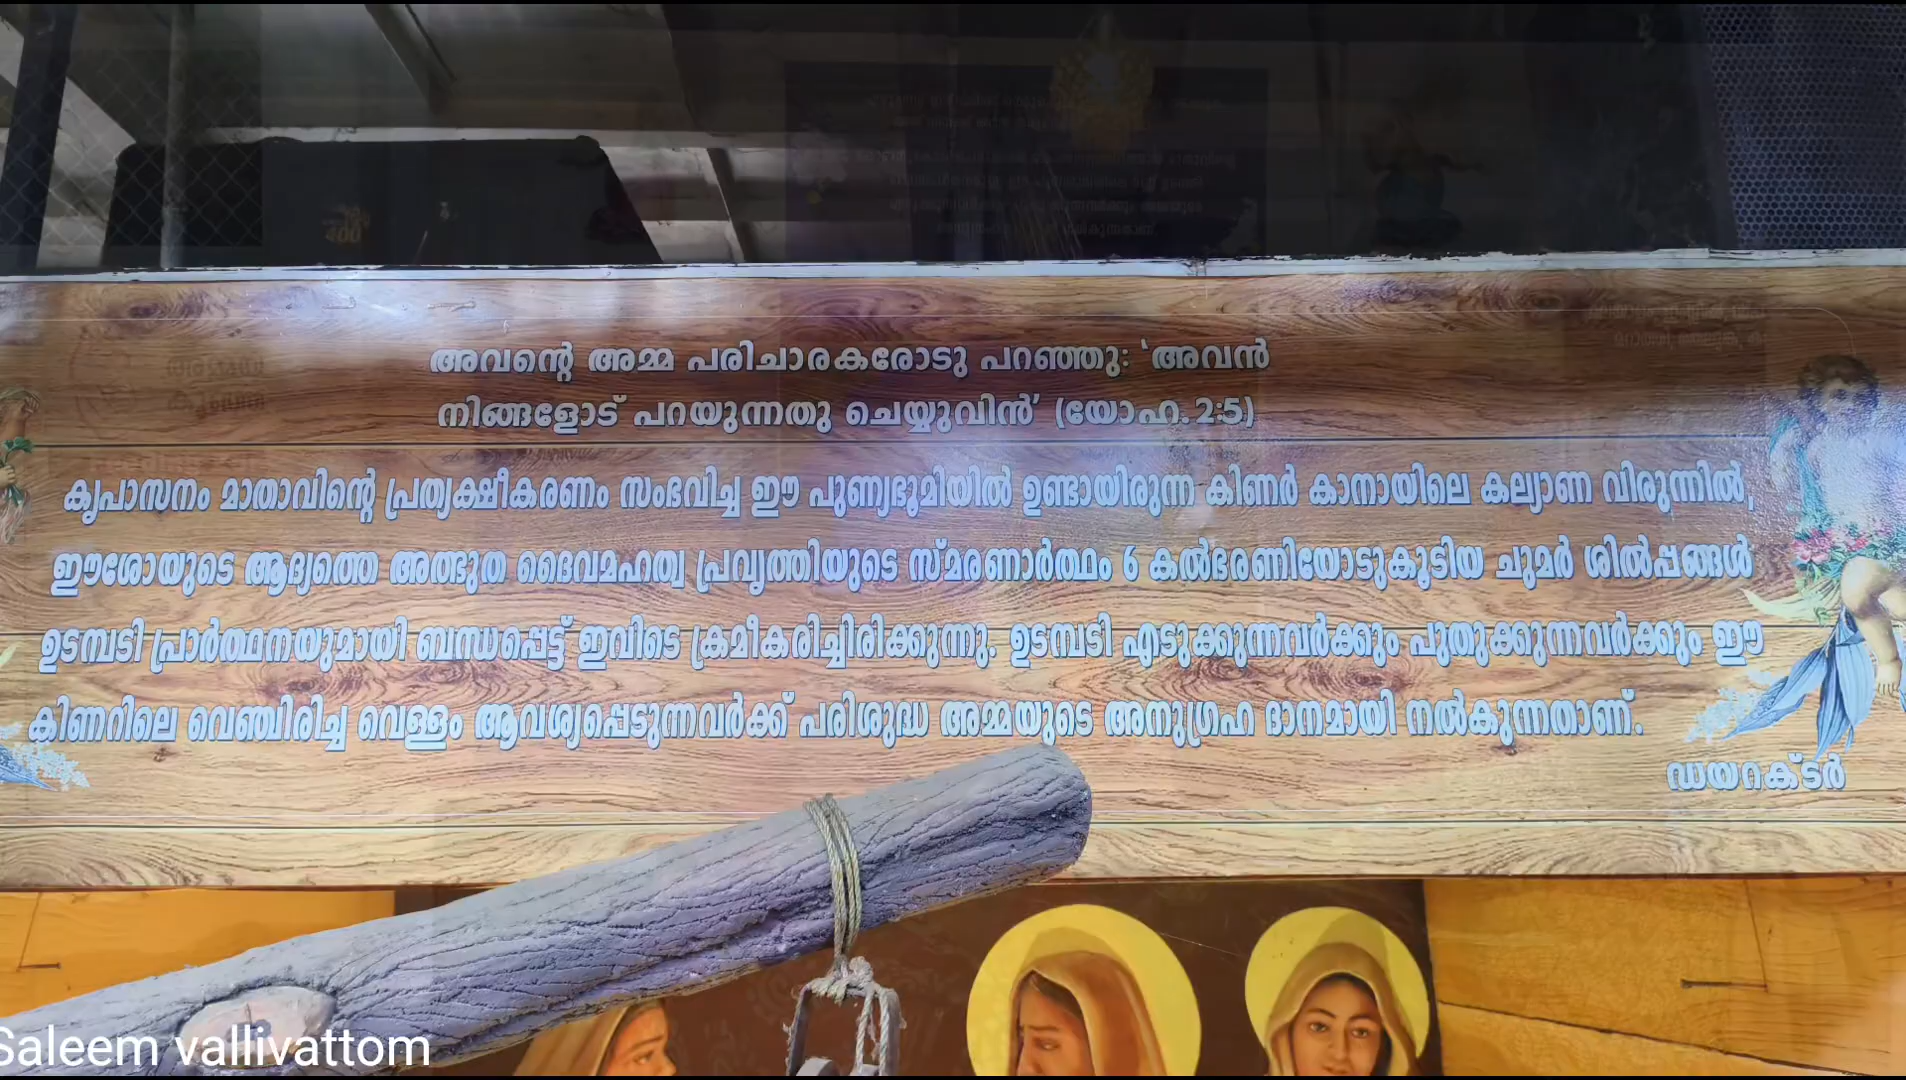 അവന്റെ അമ്മ പരിചാരകരോടു പറഞ്ഞു: 'അവൻ
നിങ്ങളോട് പറയുന്നതു ചെയ്യുവിൻ' (യോഹ. 2:5)
കൃപാസനം മാതാവിന്റെ പ്രത്യക്ഷീകരണം സംഭവിച്ച ഈ പുണ്യഭൂമിയിൽ ഉണ്ടായിരുന്ന കിണർ കാനായിലെ കല്യാണ വിരുന്നിൽ,
ഈശോയുടെ ആദ്യത്തെ അത്ഭുത ദൈവമഹത്വ പ്രവൃത്തിയുടെ സ്മരണാർത്ഥം 6 കൽഭരണിയോടുകൂടിയ ചുമർ ശിൽപ്പങ്ങൾ
ഉടമ്പടി പ്രാർത്ഥനയുമായി ബന്ധപ്പെട്ട് ഇവിടെ ക്രമീകരിച്ചിരിക്കുന്നു. ഉടമ്പടി എടുക്കുന്നവർക്കും പുതുക്കുന്നവർക്കും ഈ
കിണറിലെ വെഞ്ചിരിച്ച വെള്ളം ആവശ്യപ്പെടുന്നവർക്ക് പരിശുദ്ധ അമ്മയുടെ അനുഗ്രഹ ദാനമായി നൽകുന്നതാണ്.
ഡയറക്ടർ
Saleem vallivattom